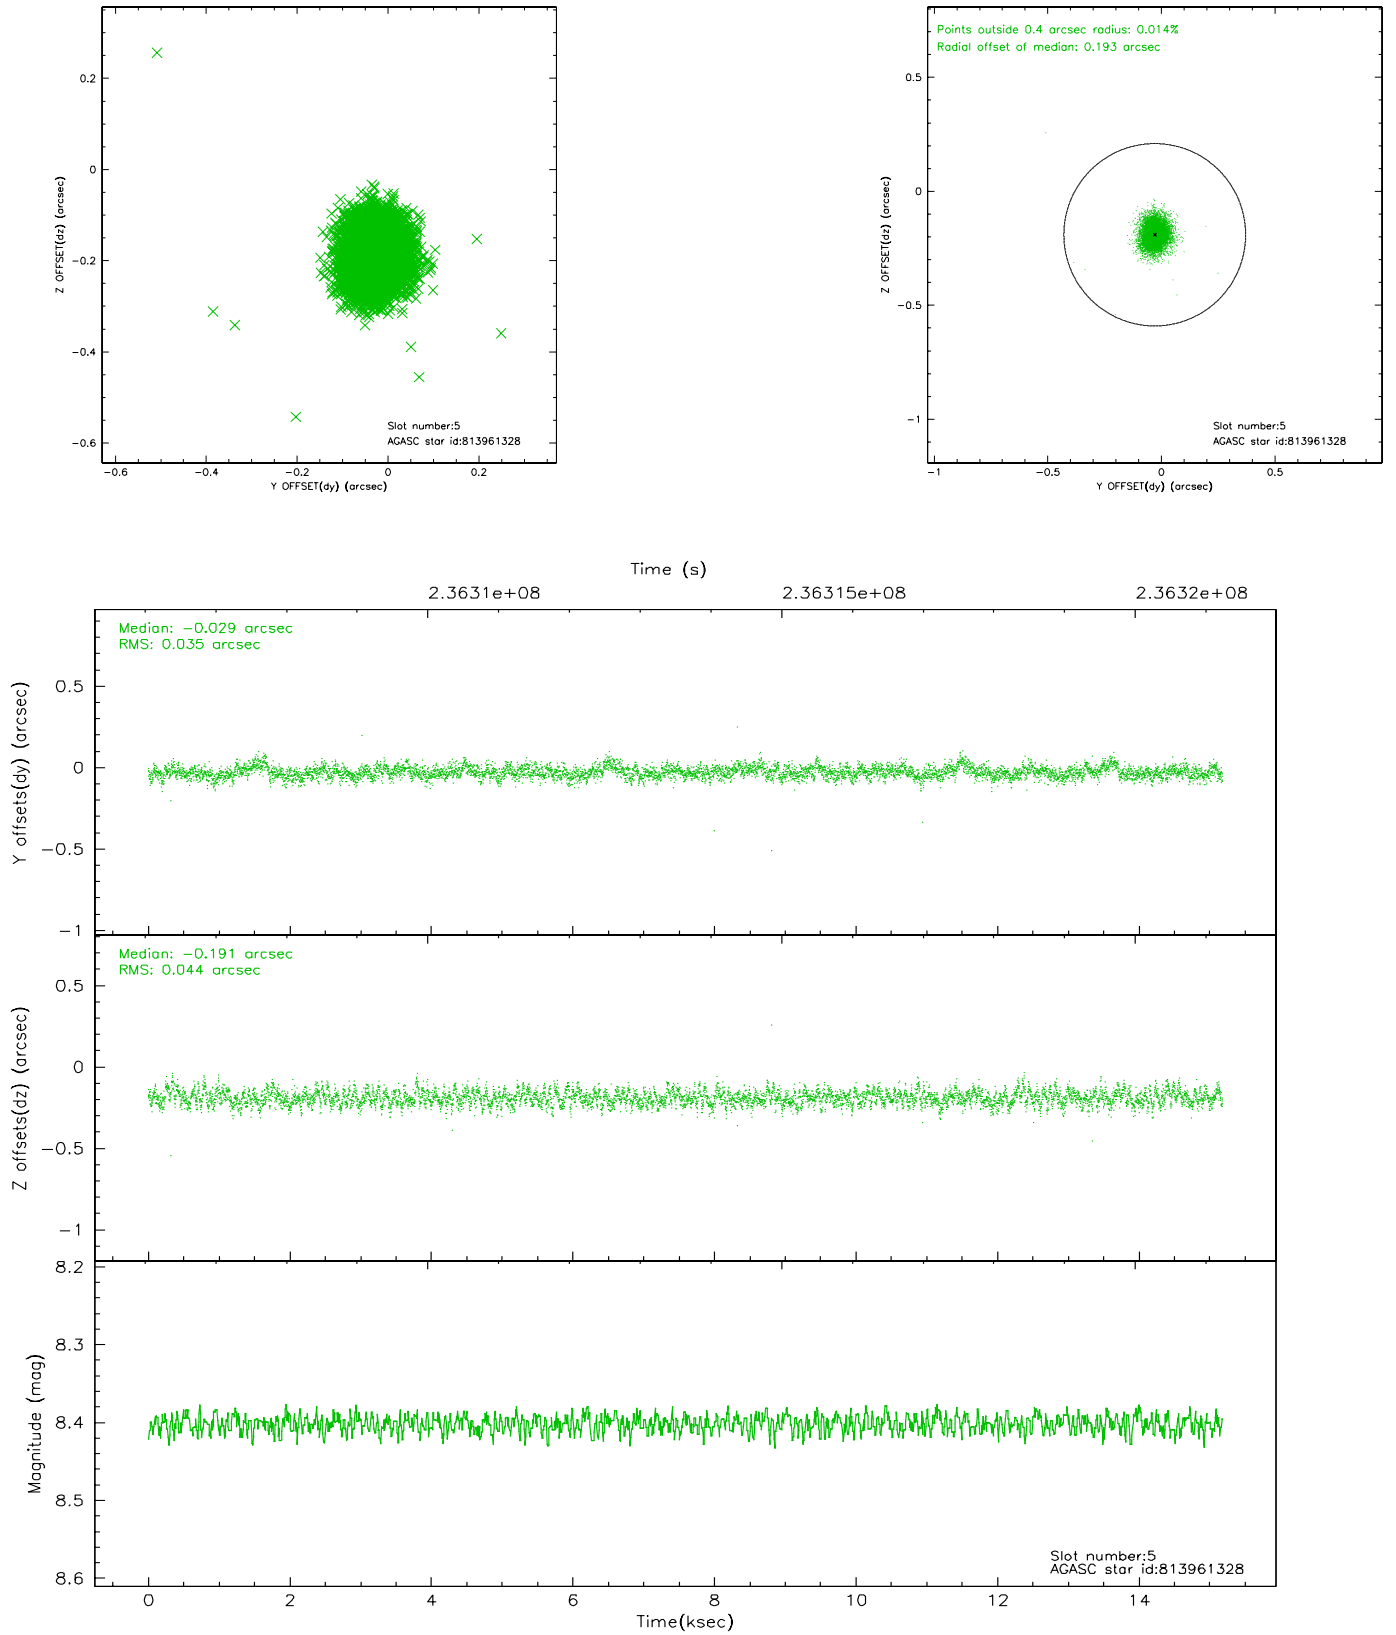 0.2
0
−0.2
−0.4
−0.6
Z OFFSET(dz) (arcsec)
Slot number:5
AGASC star id:813961328
−0.6
−0.4
−0.2
0
0.2
Y OFFSET(dy) (arcsec)
Points outside 0.4 arcsec radius: 0.014%
Radial offset of median: 0.193 arcsec
0.5
0
−0.5
−1
Z OFFSET(dz) (arcsec)
Slot number:5
AGASC star id:813961328
−1
−0.5
0
0.5
Y OFFSET(dy) (arcsec)
Time (s)
2.3631e+08
2.36315e+08
2.3632e+08
Median: −0.029 arcsec
RMS: 0.035 arcsec
0.5
0
−0.5
−1
Y offsets(dy) (arcsec)
Median: −0.191 arcsec
RMS: 0.044 arcsec
0.5
0
−0.5
−1
Z offsets(dz) (arcsec)
8.2
8.3
8.4
8.5
8.6
Magnitude (mag)
Slot number:5
AGASC star id:813961328
0
2
4
6
8
10
12
14
Time(ksec)